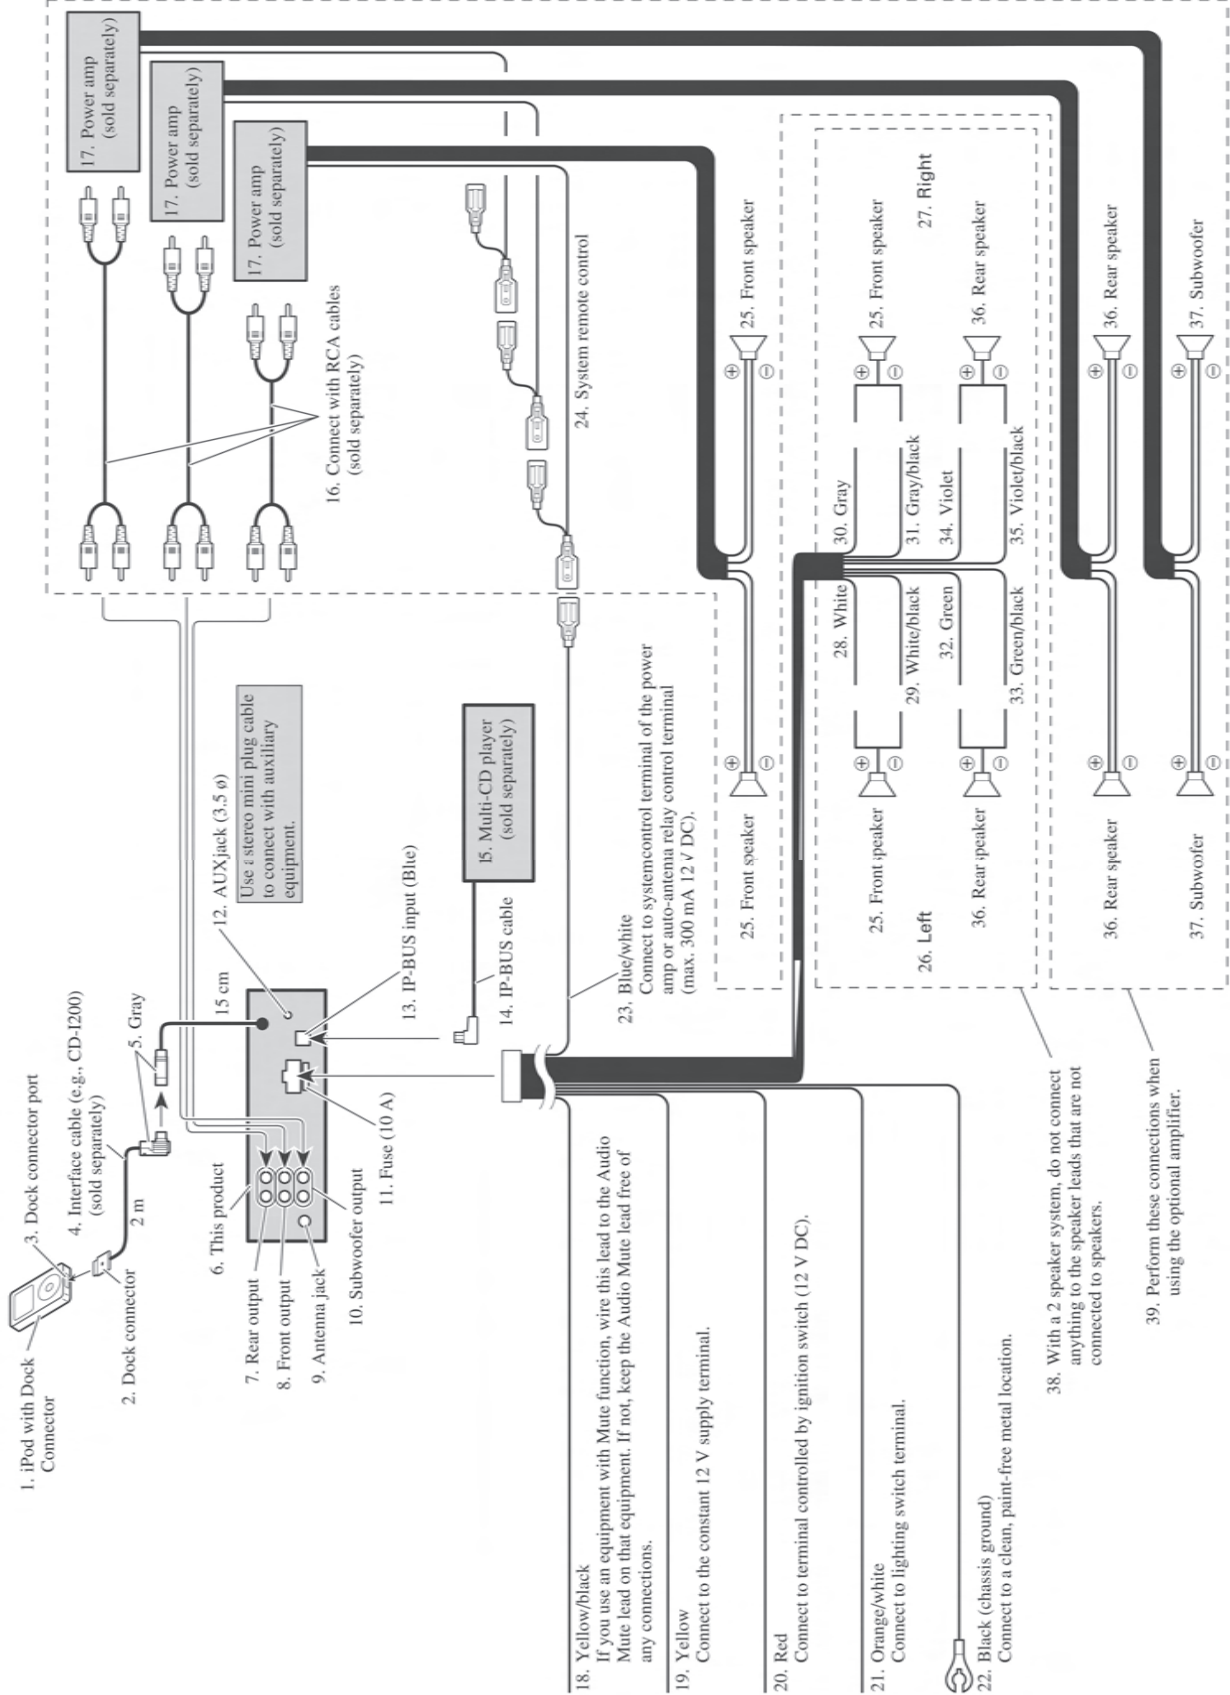 1. iPod with Dock
Connector
2. Dock connector
3. Dock connector port
4. Interface cable (e.g., CD-I200)
(sold separately)
2 m
5. Gray
15 cm
6. This product
7. Rear output
8. Front output
9. Antenna jack
10. Subwoofer output
11. Fuse (10 A)
12. AUXjack (3.5 ø)
Use a stereo mini plug cable
to connect with auxiliary
equipment.
13. IP-BUS input (Blue)
14. IP-BUS cable
15. Multi-CD player
(sold separately)
16. Connect with RCA cables
(sold separately)
17. Power amp
(sold separately)
17. Power amp
(sold separately)
17. Power amp
(sold separately)
18. Yellow/black
If you use an equipment with Mute function, wire this lead to the Audio
Mute lead on that equipment. If not, keep the Audio Mute lead free of
any connections.
19. Yellow
Connect to the constant 12 V supply terminal.
20. Red
Connect to terminal controlled by ignition switch (12 V DC).
21. Orange/white
Connect to lighting switch terminal.
22. Black (chassis ground)
Connect to a clean, paint-free metal location.
23. Blue/white
Connect to systemcontrol terminal of the power
amp or auto-antenna relay control terminal
(max. 300 mA 12 V DC).
24. System remote control
25. Front speaker
⊕
⊖
⊕
⊖
25. Front speaker
26. Left
27. Right
25. Front speaker
⊕
⊖
28. White
29. White/black
30. Gray
31. Gray/black
⊕
⊖
25. Front speaker
36. Rear speaker
⊕
⊖
32. Green
33. Green/black
34. Violet
35. Violet/black
⊕
⊖
36. Rear speaker
36. Rear speaker
⊕
⊖
⊕
⊖
36. Rear speaker
37. Subwoofer
⊕
⊖
⊕
⊖
37. Subwoofer
38. With a 2 speaker system, do not connect
anything to the speaker leads that are not
connected to speakers.
39. Perform these connections when
using the optional amplifier.